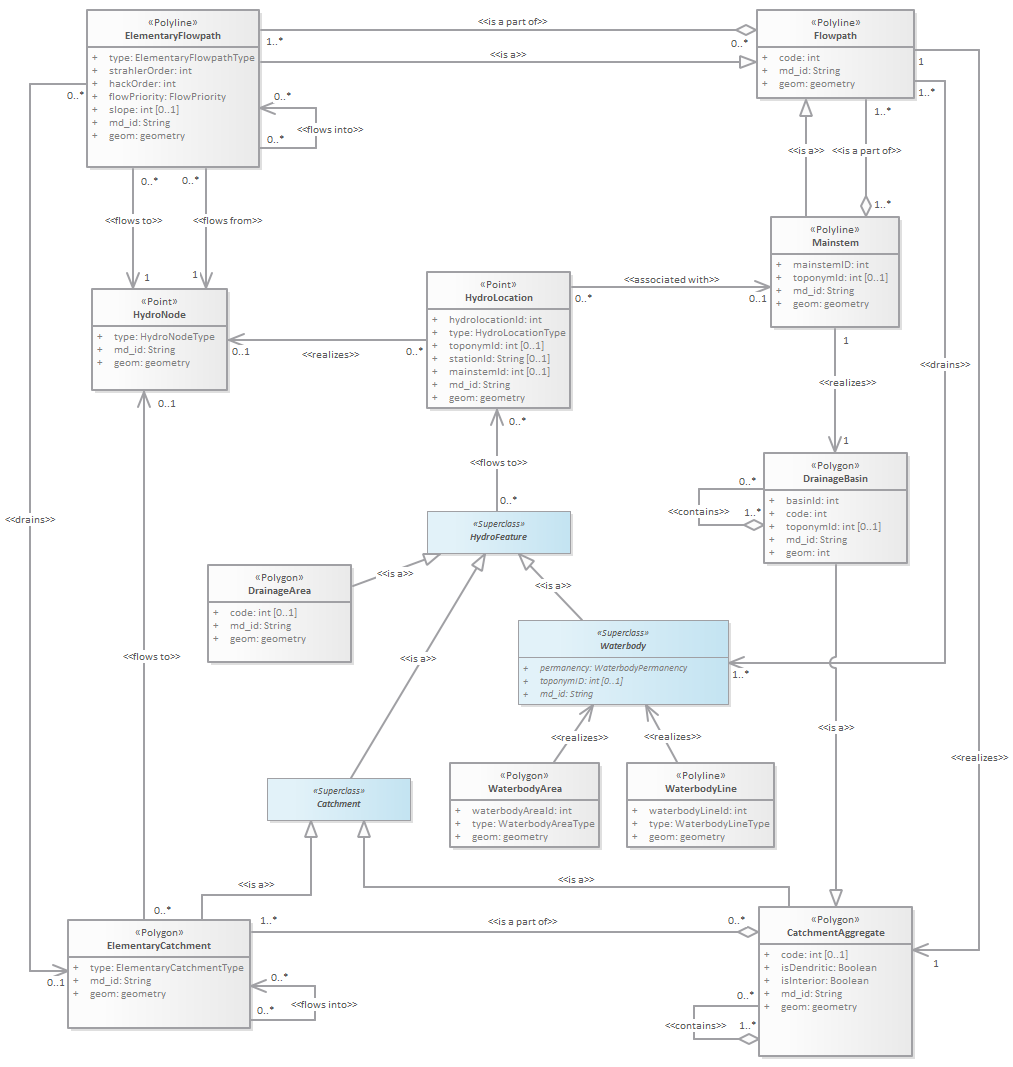 «Polyline»
ElementaryFlowpath
+ type: ElementaryFlowpathType
+ strahlerOrder: int
+ hackOrder: int
+ flowPriority: FlowPriority
+ slope: int [0..1]
+ md_id: String
+ geom: geometry
<<is a part of>>
1..*
0..*
<<is a>>
«Polyline»
Flowpath
+ code: int
+ md_id: String
+ geom: geometry
1
1..*
0..*
0..*
<<flows into>>
0..*
1..*
<<is a>>
<<is a part of>>
1..*
0..*
0..*
<<flows to>>
<<flows from>>
1
1
«Polyline»
Mainstem
+ mainstemID: int
+ toponymId: int [0..1]
+ md_id: String
+ geom: geometry
«Point»
HydroNode
+ type: HydroNodeType
+ md_id: String
+ geom: geometry
«Point»
HydroLocation
+ hydrolocationId: int
+ type: HydroLocationType
+ toponymId: int [0..1]
+ stationId: String [0..1]
+ mainstemId: int [0..1]
+ md_id: String
+ geom: geometry
<<associated with>>
0..*
0..1
0..1
<<realizes>>
0..*
1
<<realizes>>
1
<<drains>>
0..1
0..*
<<flows to>>
0..*
«Superclass»
HydroFeature
«Polygon»
DrainageBasin
+ basinId: int
+ code: int
+ toponymId: int [0..1]
+ md_id: String
+ geom: int
0..*
<<contains>>
1..*
<<drains>>
«Polygon»
DrainageArea
+ code: int [0..1]
+ md_id: String
+ geom: geometry
<<is a>>
<<is a>>
<<is a>>
<<flows to>>
«Superclass»
Waterbody
+ permanency: WaterbodyPermanency
+ toponymID: int [0..1]
+ md_id: String
1..*
<<is a>>
<<realizes>>
<<realizes>>
<<realizes>>
«Polygon»
WaterbodyArea
+ waterbodyAreaId: int
+ type: WaterbodyAreaType
+ geom: geometry
«Polyline»
WaterbodyLine
+ waterbodyLineId: int
+ type: WaterbodyLineType
+ geom: geometry
«Superclass»
Catchment
<<is a>>
<<is a>>
0..*
1..*
<<is a part of>>
0..*
«Polygon»
ElementaryCatchment
+ type: ElementaryCatchmentType
+ md_id: String
+ geom: geometry
0..1
0..*
<<flows into>>
0..*
«Polygon»
CatchmentAggregate
+ code: int [0..1]
+ isDendritic: Boolean
+ isInterior: Boolean
+ md_id: String
+ geom: geometry
1
0..*
<<contains>>
1..*